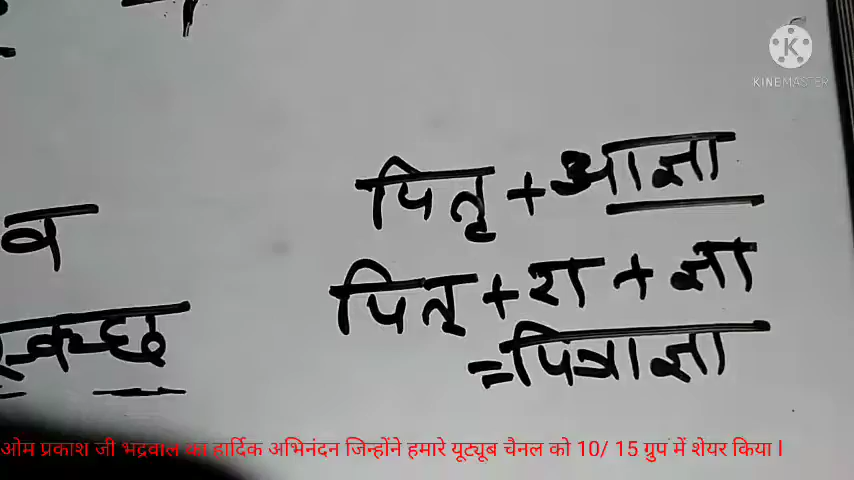 KINEMASTER
पितृ + आज्ञा
व
पित् + रा + ज्ञा
= पित्राज्ञा
ओम प्रकाश जी भद्रवाल का हार्दिक अभिनंदन जिन्होंने हमारे यूट्यूब चैनल को 10/ 15 ग्रुप में शेयर किया l